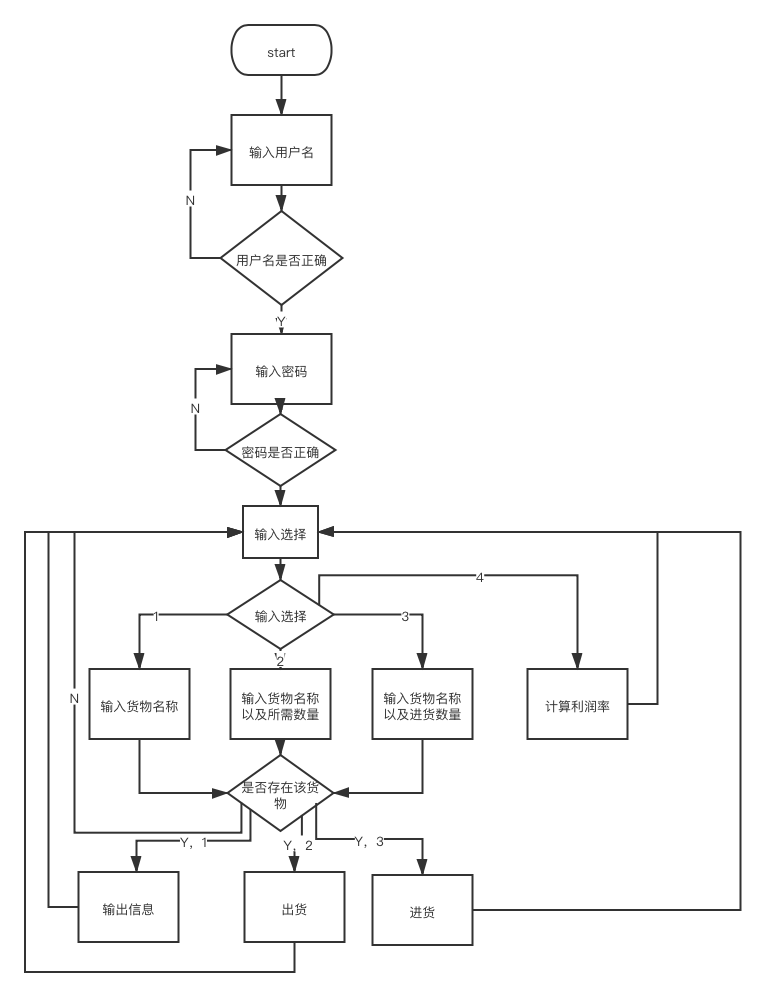 start
输入用户名
N
用户名是否正确
Y
输入密码
N
密码是否正确
输入选择
4
输入选择
1
3
2
N
输入货物名称
输入货物名称
以及所需数量
输入货物名称
以及进货数量
计算利润率
是否存在该货
物
Y，1
Y，2
Y，3
输出信息
出货
进货